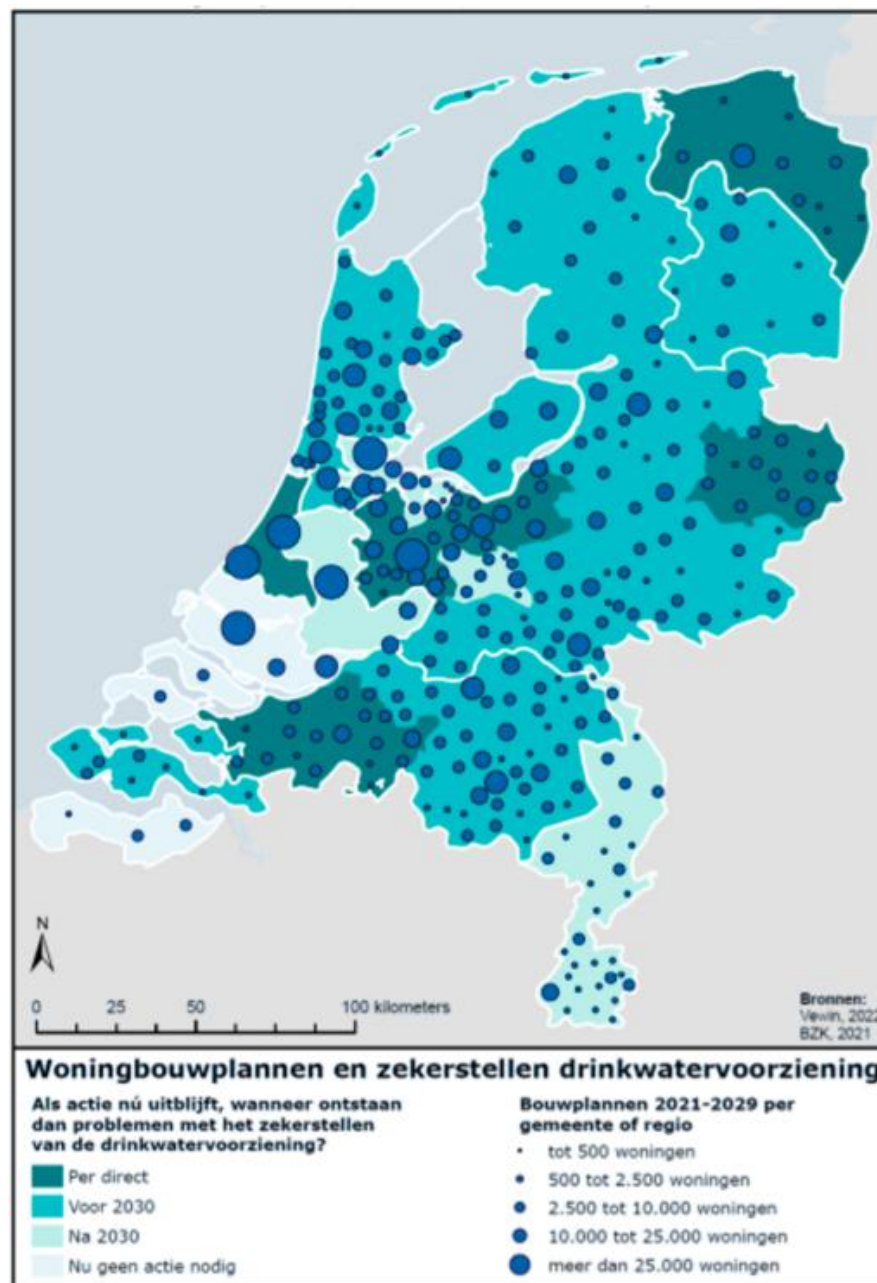 N
0 25 50 100 kilometers
Bronnen:
Vewin, 2022
BZK, 2021
Woningbouwplannen en zekerstellen drinkwatervoorziening
Als actie nú uitblijft, wanneer ontstaan
dan problemen met het zekerstellen
van de drinkwatervoorziening?
Per direct
Voor 2030
Na 2030
Nu geen actie nodig
Bouwplannen 2021-2029 per
gemeente of regio
tot 500 woningen
500 tot 2.500 woningen
2.500 tot 10.000 woningen
10.000 tot 25.000 woningen
meer dan 25.000 woningen